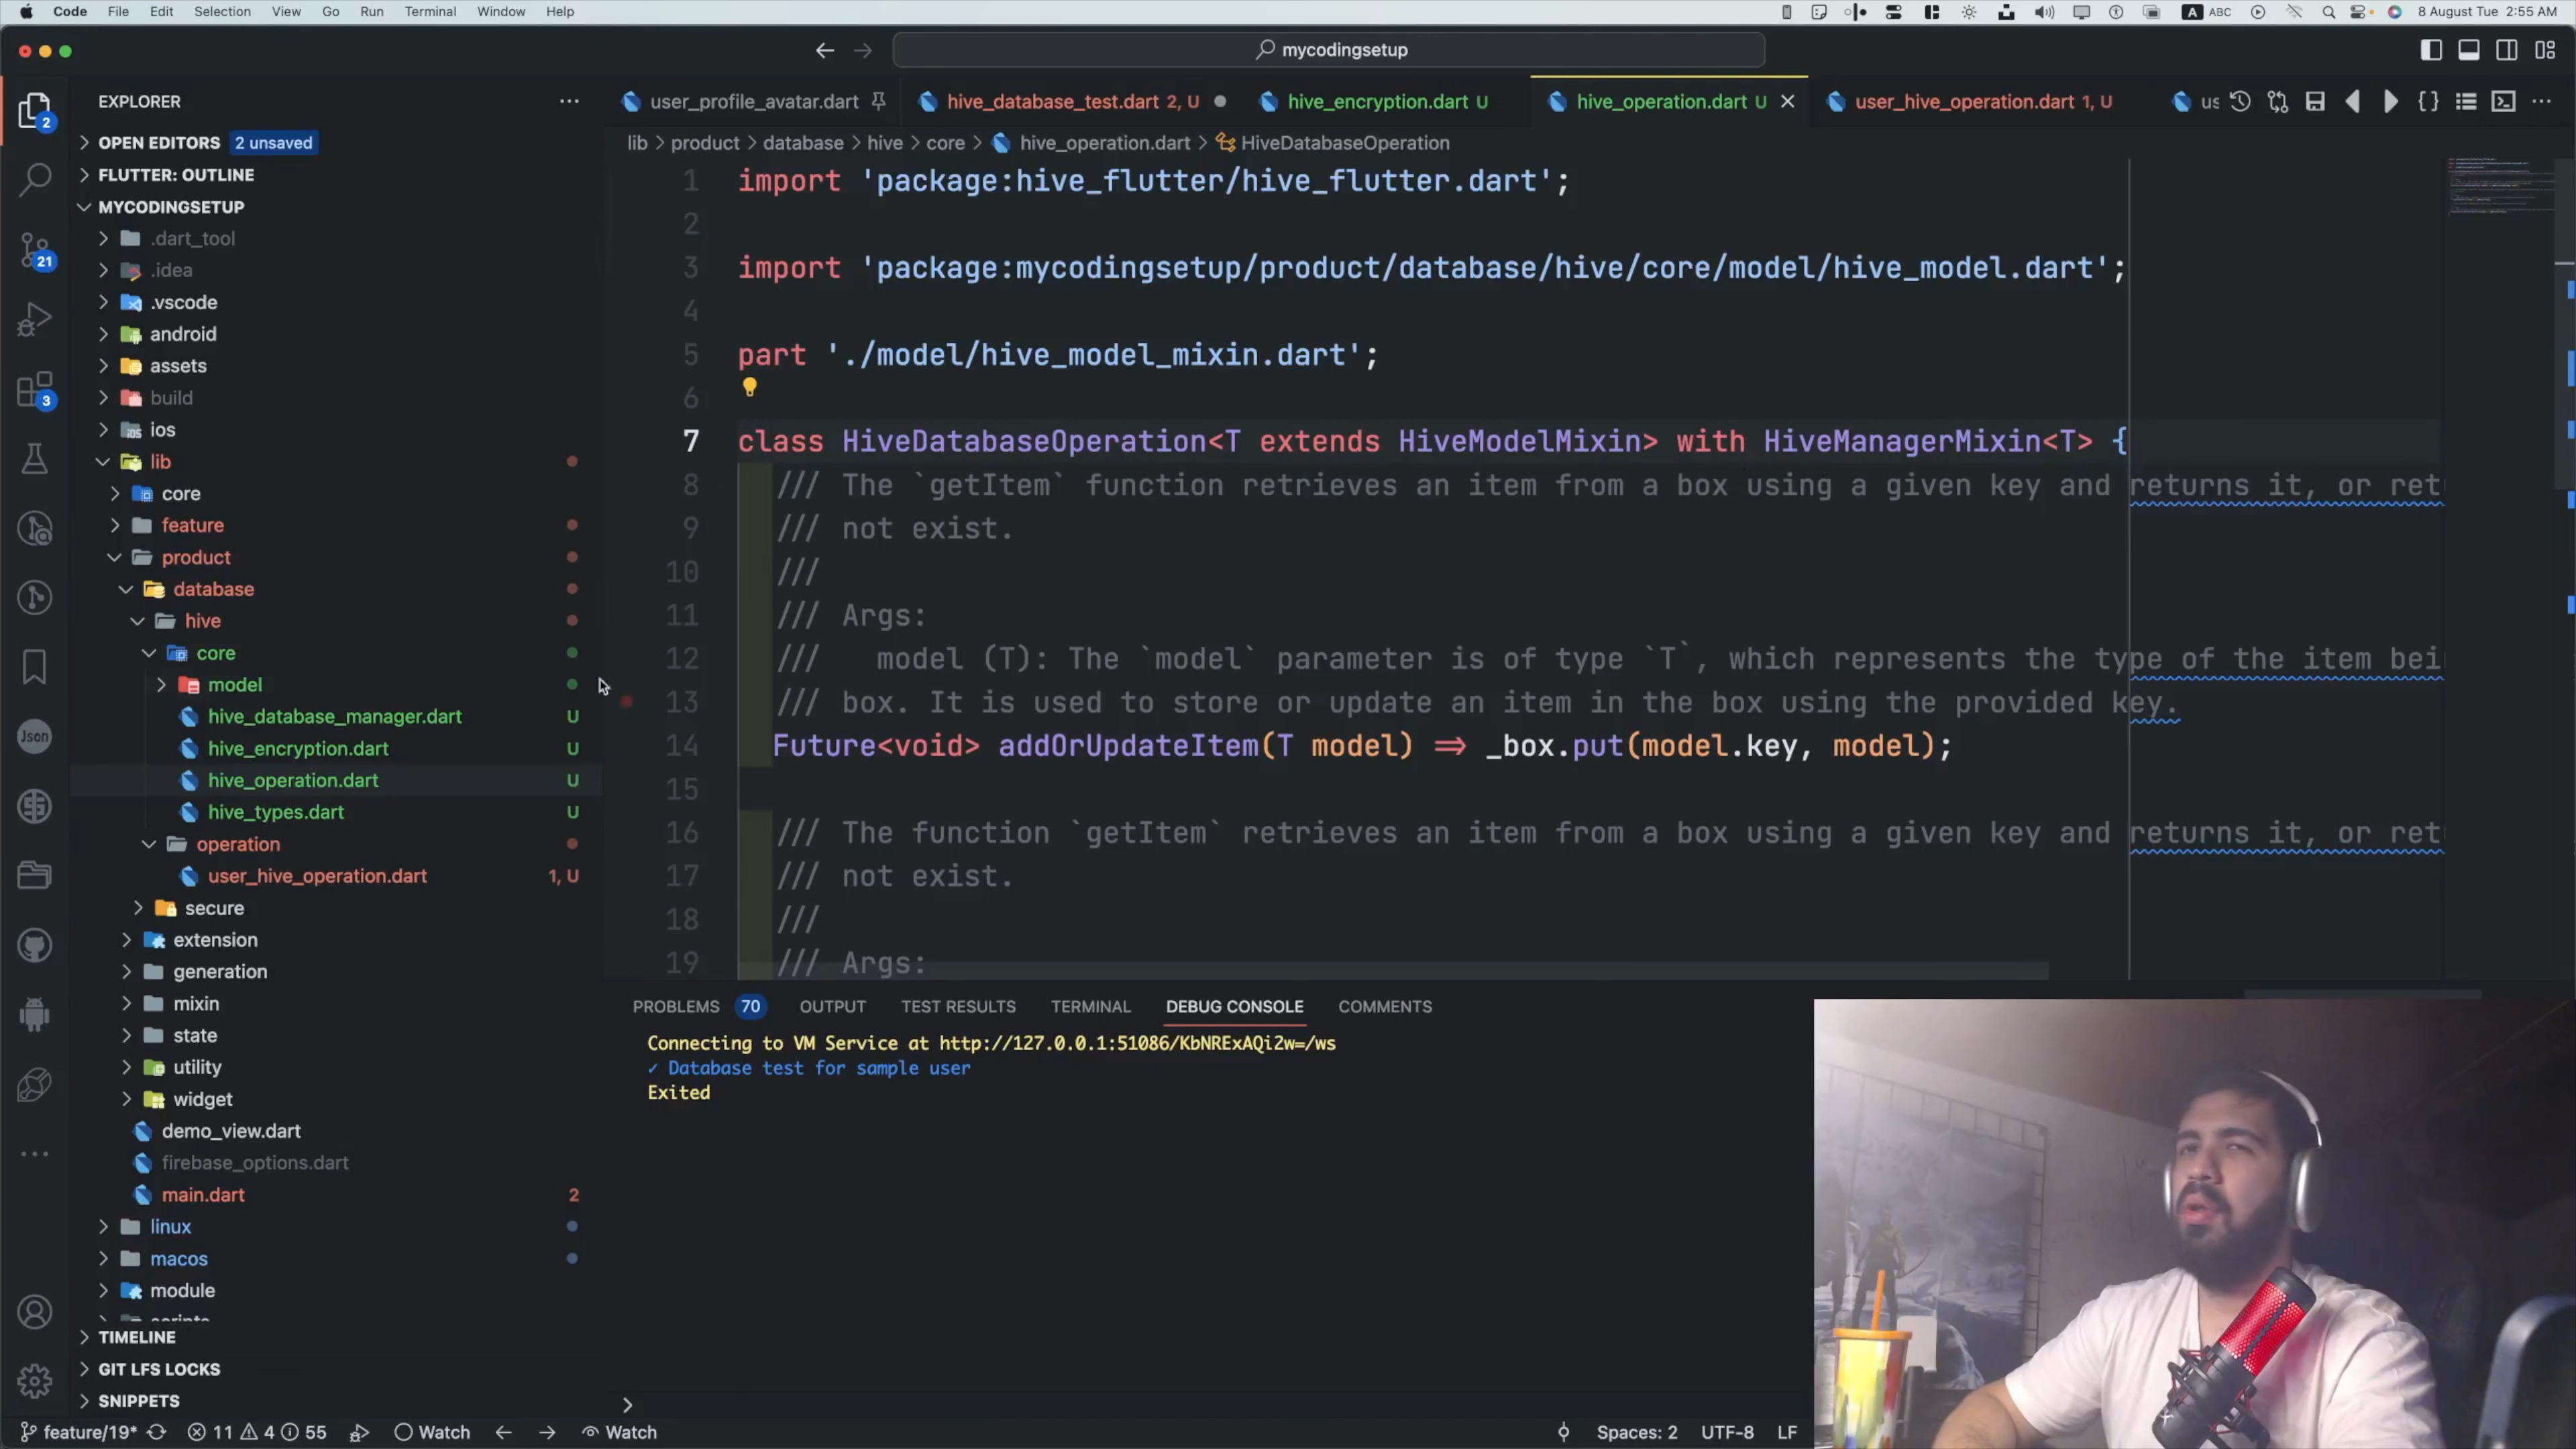 Code File Edit Selection View Go Run Terminal Window Help
A ABC 8 August Tue 2:55 AM
mycodingsetup
EXPLORER
user_profile_avatar.dart
hive_database_test.dart 2, U
hive_encryption.dart U
hive_operation.dart U
user_hive_operation.dart 1, U
us
lib > product > database > hive > core > hive_operation.dart > HiveDatabaseOperation
2
OPEN EDITORS 2 unsaved
FLUTTER: OUTLINE
MYCODINGSETUP
.dart_tool
21
.idea
.vscode
android
assets
build
3
ios
lib
core
feature
product
database
hive
core
model
hive_database_manager.dart U
Json
hive_encryption.dart U
hive_operation.dart U
hive_types.dart U
operation
user_hive_operation.dart 1, U
secure
extension
generation
mixin
state
utility
widget
demo_view.dart
firebase_options.dart
main.dart 2
linux
macos
module
TIMELINE
GIT LFS LOCKS
SNIPPETS
1 import 'package:hive_flutter/hive_flutter.dart';
2
3 import 'package:mycodingsetup/product/database/hive/core/model/hive_model.dart';
4
5 part './model/hive_model_mixin.dart';
6
7 class HiveDatabaseOperation<T extends HiveModelMixin> with HiveManagerMixin<T> {
8 /// The `getItem` function retrieves an item from a box using a given key and returns it, or ret
9 /// not exist.
10 ///
11 /// Args:
12 ///   model (T): The `model` parameter is of type `T`, which represents the type of the item bei
13 /// box. It is used to store or update an item in the box using the provided key.
14 Future<void> addOrUpdateItem(T model) => _box.put(model.key, model);
15
16 /// The function `getItem` retrieves an item from a box using a given key and returns it, or ret
17 /// not exist.
18 ///
19 /// Args:
PROBLEMS 70 OUTPUT TEST RESULTS TERMINAL DEBUG CONSOLE COMMENTS
Connecting to VM Service at http://127.0.0.1:51086/KbNRExAQi2w=/ws
✓ Database test for sample user
Exited
feature/19* 11 4 55 Watch Watch
Spaces: 2 UTF-8 LF